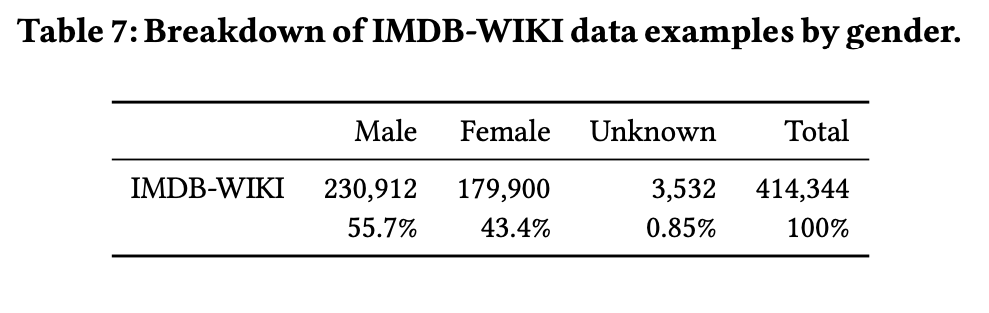 Table 7: Breakdown of IMDB-WIKI data examples by gender.
Male Female Unknown Total
IMDB-WIKI 230,912 179,900 3,532 414,344
55.7% 43.4% 0.85% 100%